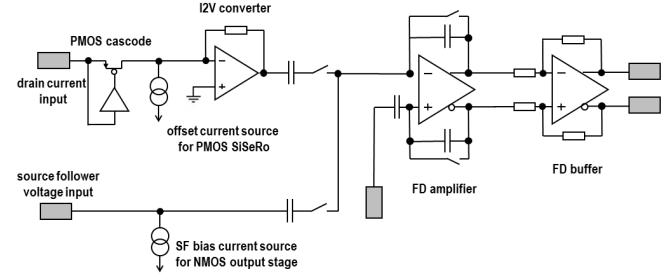 I2V converter
PMOS cascode
drain current
input
offset current source
for PMOS SiSeRo
FD amplifier
FD buffer
source follower
voltage input
SF bias current source
for NMOS output stage